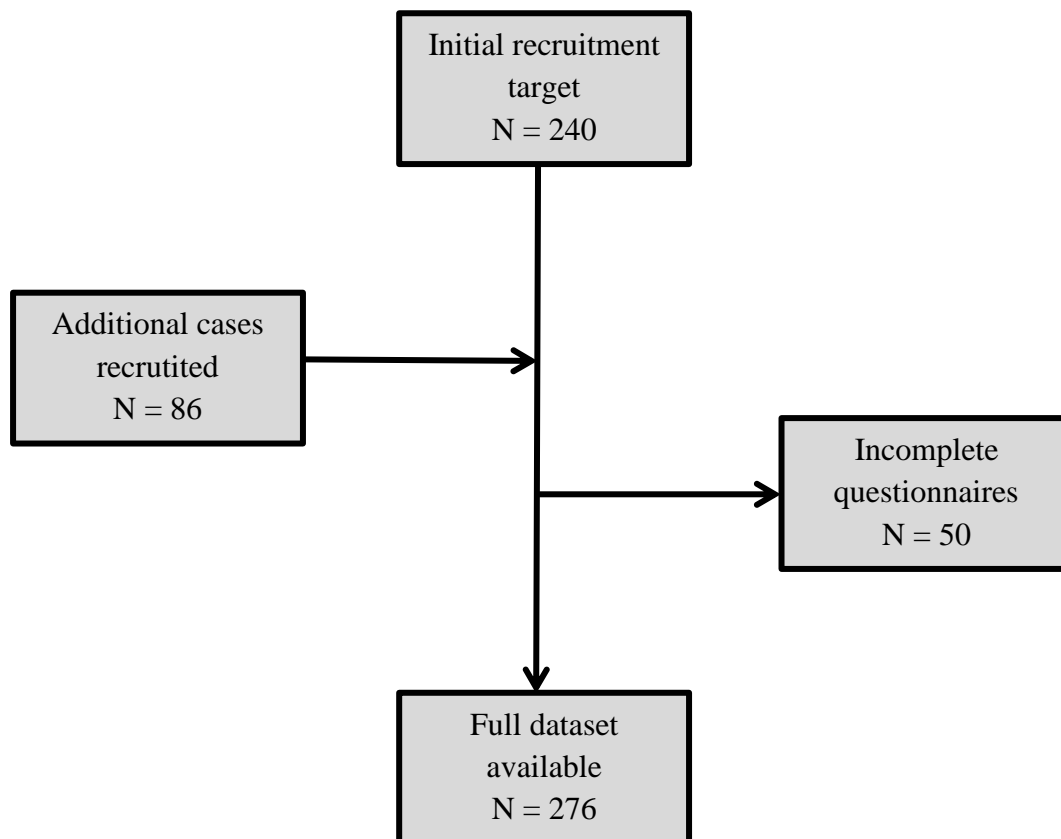 Initial recruitment
target
N = 240
Additional cases
recrutited
N = 86
Incomplete
questionnaires
N = 50
Full dataset
available
N = 276